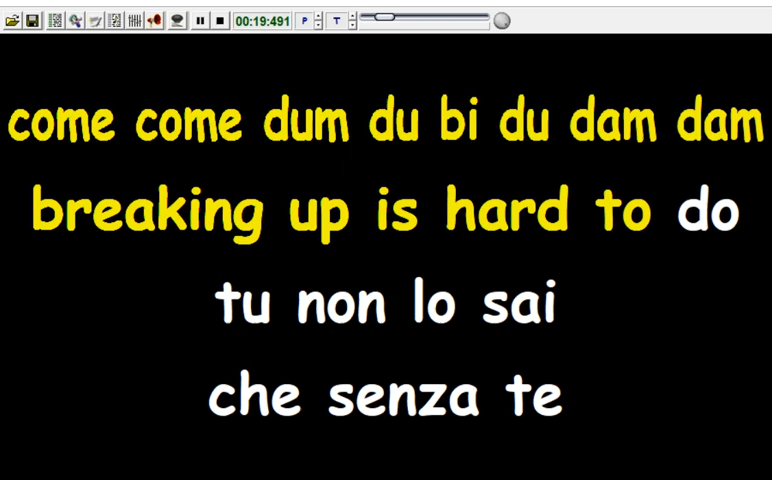 00:19:491 P T
come come dum du bi du dam dam
breaking up is hard to do
tu non lo sai
che senza te